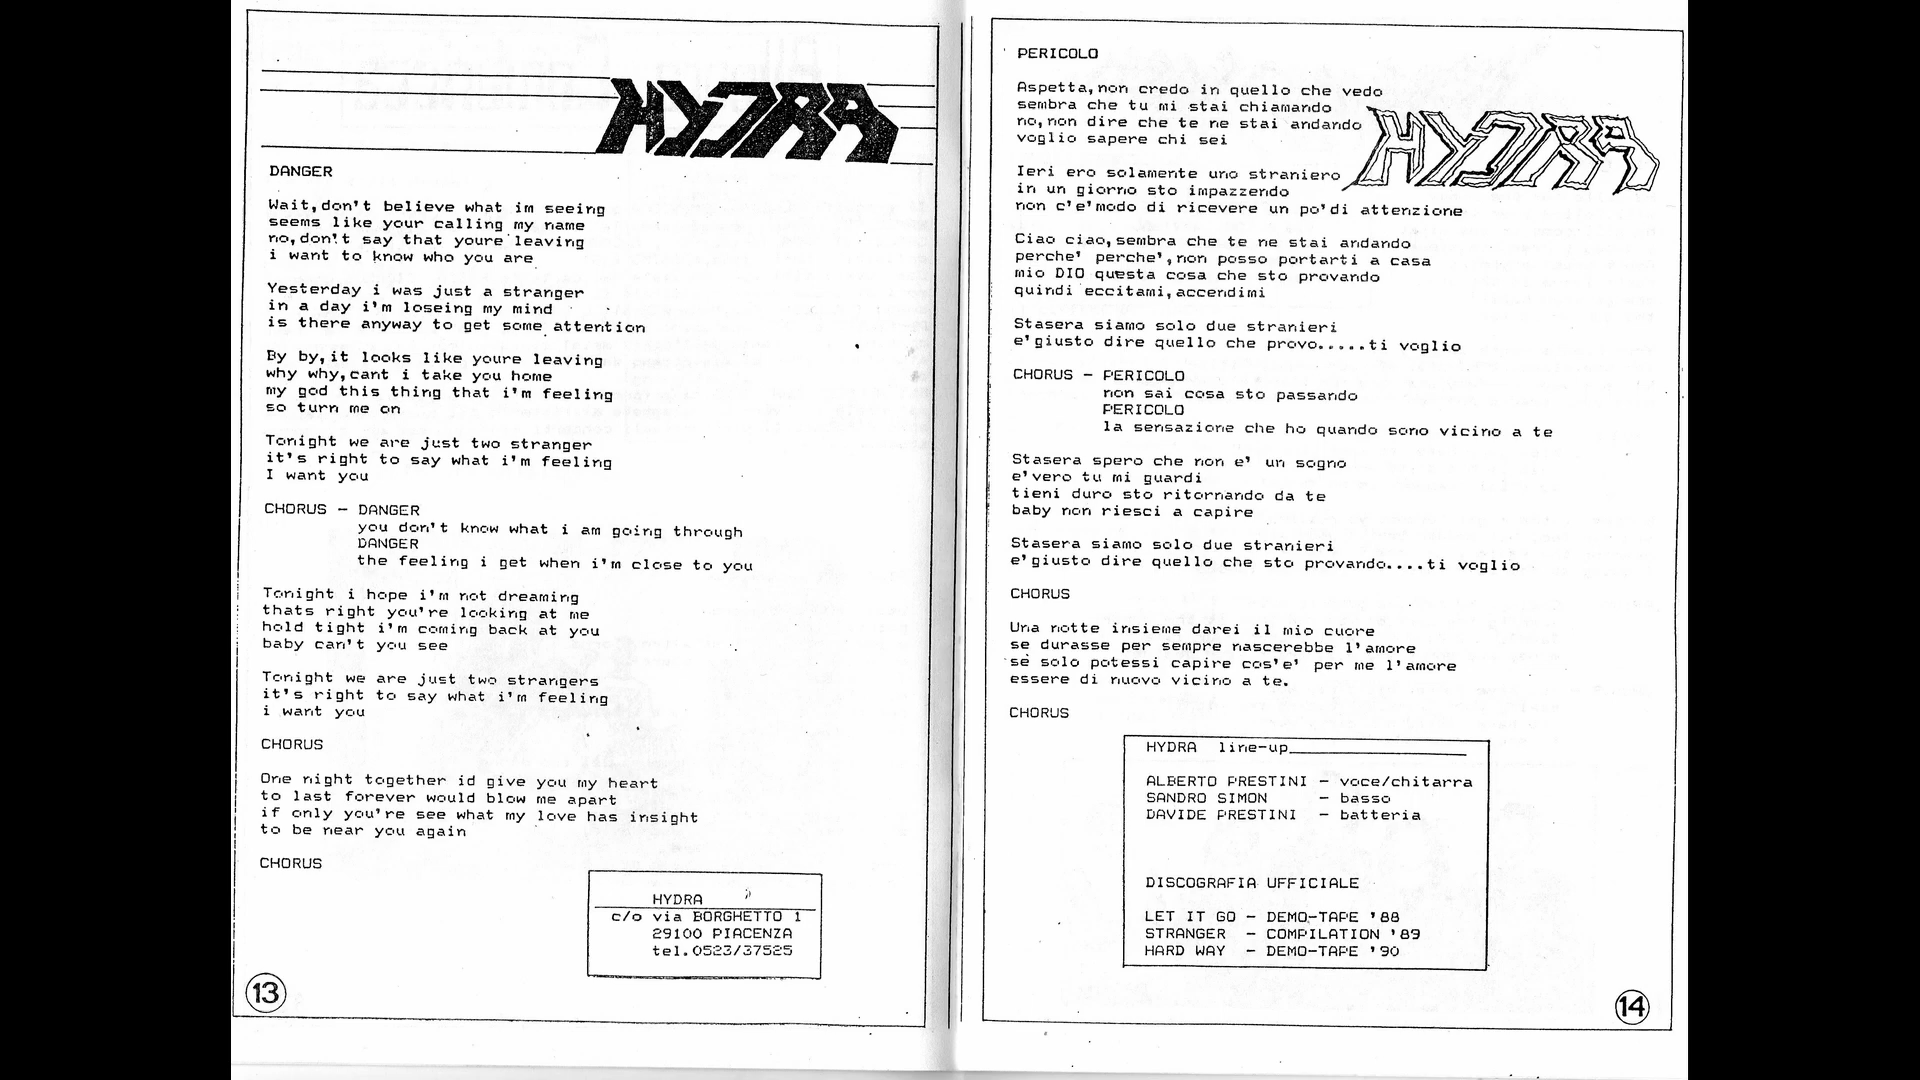 HYDRA
DANGER
Wait,don't believe what im seeing
seems like your calling my name
no,don't say that youre leaving
i want to know who you are
Yesterday i was just a stranger
in a day i'm loseing my mind
is there anyway to get some attention
By by,it looks like youre leaving
why why,cant i take you home
my god this thing that i'm feeling
so turn me on
Tonight we are just two stranger
it's right to say what i'm feeling
I want you
CHORUS - DANGER
you don't know what i am going through
DANGER
the feeling i get when i'm close to you
Tonight i hope i'm not dreaming
thats right you're looking at me
hold tight i'm coming back at you
baby can't you see
Tonight we are just two strangers
it's right to say what i'm feeling
i want you
CHORUS
One night together id give you my heart
to last forever would blow me apart
if only you're see what my love has insight
to be near you again
CHORUS
HYDRA
c/o via BORGHETTO 1
29100 PIACENZA
tel.0523/37525
13
PERICOLO
Aspetta,non credo in quello che vedo
sembra che tu mi stai chiamando
no,non dire che te ne stai andando
voglio sapere chi sei
HYDRA
Ieri ero solamente uno straniero
in un giorno sto impazzendo
non c'e'modo di ricevere un po'di attenzione
Ciao ciao,sembra che te ne stai andando
perche' perche',non posso portarti a casa
mio DIO questa cosa che sto provando
quindi eccitami,accendimi
Stasera siamo solo due stranieri
e'giusto dire quello che provo.....ti voglio
CHORUS - PERICOLO
non sai cosa sto passando
PERICOLO
la sensazione che ho quando sono vicino a te
Stasera spero che non e' un sogno
e'vero tu mi guardi
tieni duro sto ritornando da te
baby non riesci a capire
Stasera siamo solo due stranieri
e'giusto dire quello che sto provando....ti voglio
CHORUS
Una notte insieme darei il mio cuore
se durasse per sempre nascerebbe l'amore
se solo potessi capire cos'e' per me l'amore
essere di nuovo vicino a te.
CHORUS
HYDRA line-up
ALBERTO PRESTINI - voce/chitarra
SANDRO SIMON - basso
DAVIDE PRESTINI - batteria
DISCOGRAFIA UFFICIALE
LET IT GO - DEMO-TAPE '88
STRANGER - COMPILATION '89
HARD WAY - DEMO-TAPE '90
14